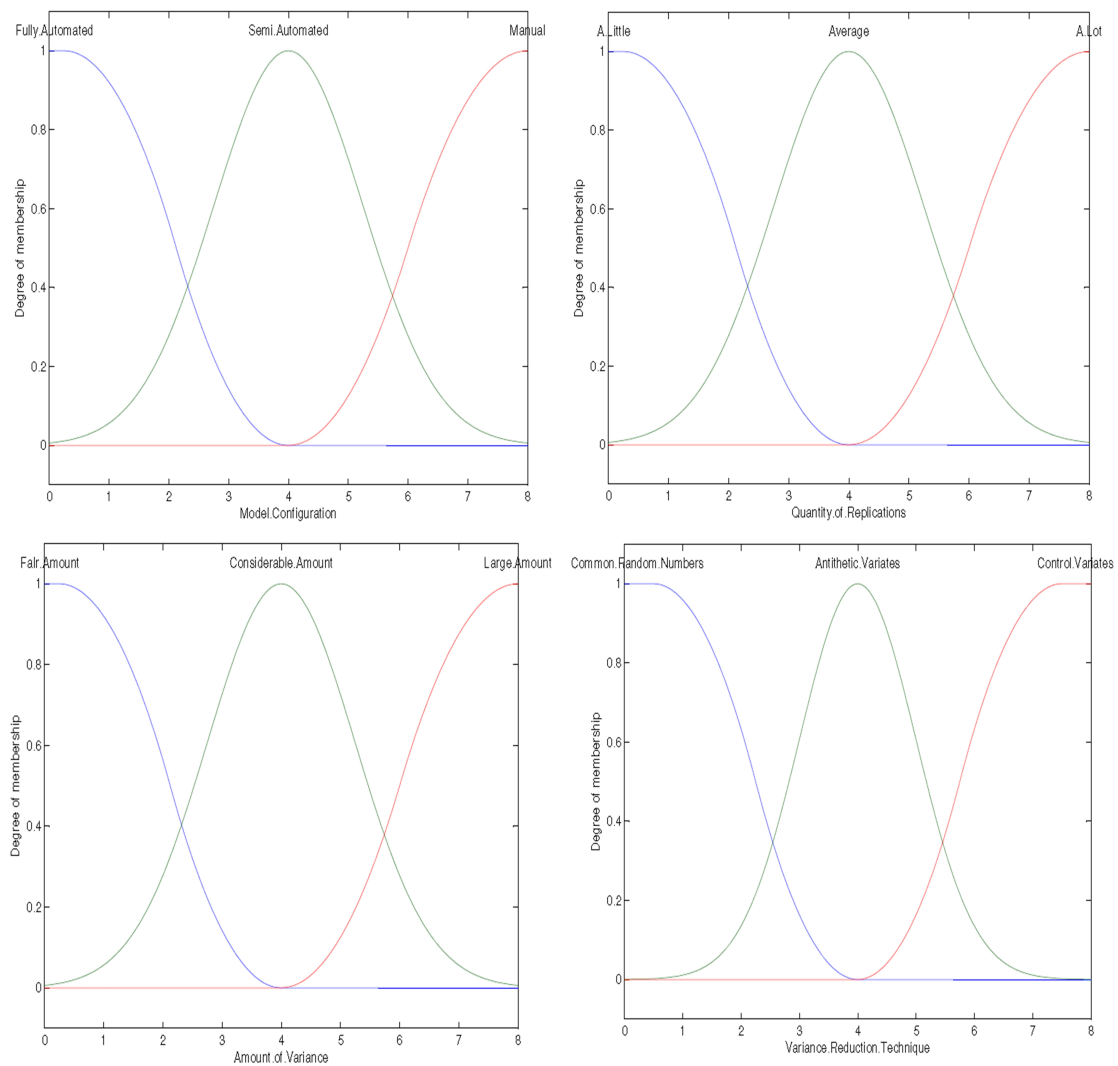 Fully.Automated Semi.Automated Manual
1
0.8
0.6
0.4
0.2
0
Degree of membership
0 1 2 3 4 5 6 7 8
Model.Configuration
A.Little Average A.Lot
1
0.8
0.6
0.4
0.2
0
Degree of membership
0 1 2 3 4 5 6 7 8
Quantity.of.Replications
Fair.Amount Considerable.Amount Large.Amount
1
0.8
0.6
0.4
0.2
0
Degree of membership
0 1 2 3 4 5 6 7 8
Amount.of.Variance
Common.Random.Numbers Antithetic.Variates Control.Variates
1
0.8
0.6
0.4
0.2
0
Degree of membership
0 1 2 3 4 5 6 7 8
Variance.Reduction.Technique